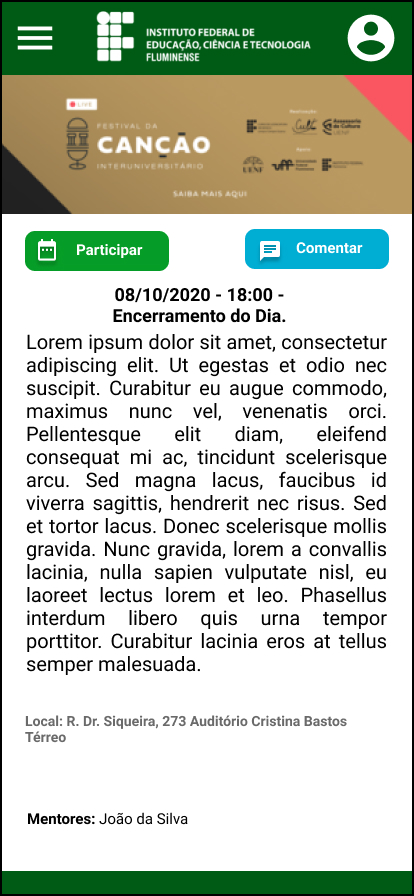 INSTITUTO FEDERAL DE
EDUCAÇÃO, CIÊNCIA E TECNOLOGIA
FLUMINENSE
LIVE
FESTIVAL DA
CANÇÃO
INTERUNIVERSITÁRIO
UENF
uff
SAIBA MAIS AQUI
Participar
Comentar
08/10/2020 - 18:00 -
Encerramento do Dia.
Lorem ipsum dolor sit amet, consectetur
adipiscing elit. Ut egestas et odio nec
suscipit. Curabitur eu augue commodo,
maximus nunc vel, venenatis orci.
Pellentesque elit diam, eleifend
consequat mi ac, tincidunt scelerisque
arcu. Sed magna lacus, faucibus id
viverra sagittis, hendrerit nec risus. Sed
et tortor lacus. Donec scelerisque mollis
gravida. Nunc gravida, lorem a convallis
lacinia, nulla sapien vulputate nisl, eu
laoreet lectus lorem et leo. Phasellus
interdum libero quis urna tempor
porttitor. Curabitur lacinia eros at tellus
semper malesuada.
Local: R. Dr. Siqueira, 273 Auditório Cristina Bastos
Térreo
Mentores: João da Silva